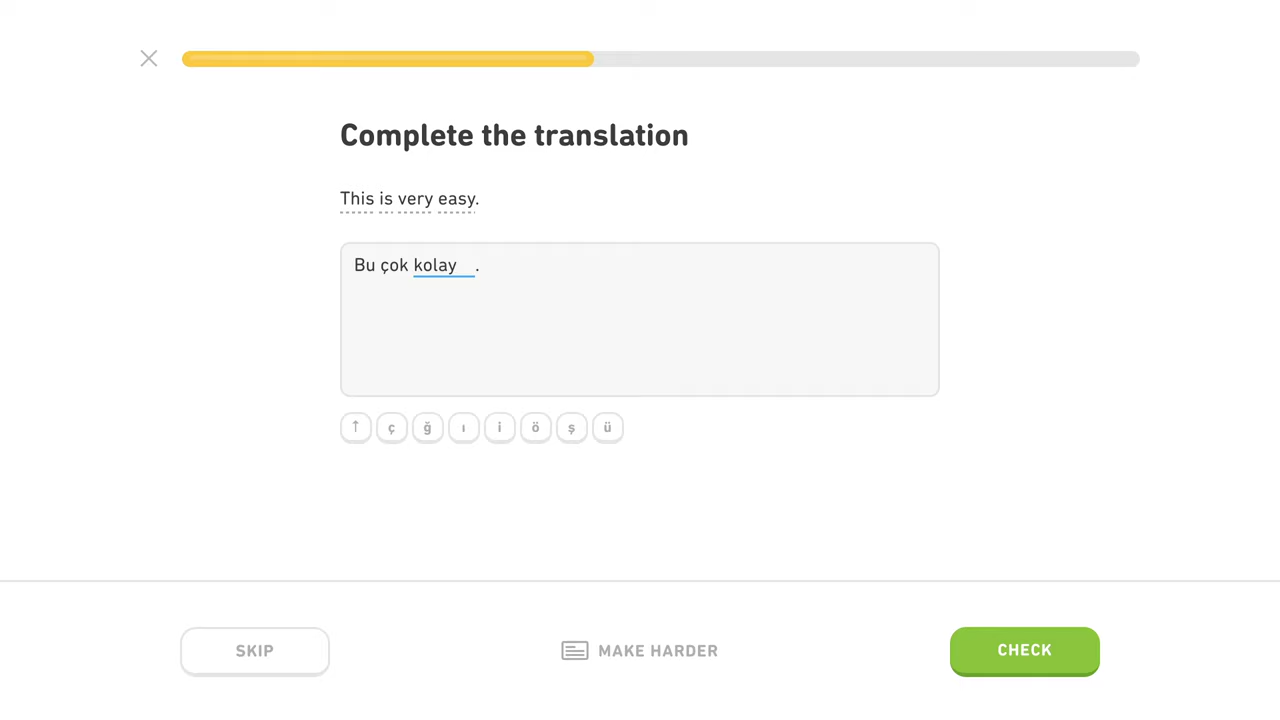 Complete the translation
This is very easy.
Bu çok kolay .
↑ ç ğ ı i ö ş ü
SKIP
MAKE HARDER
CHECK